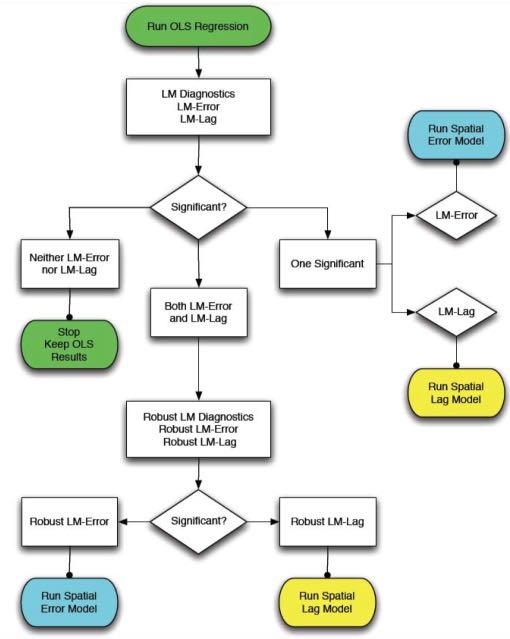 Run OLS Regression
LM Diagnostics
LM-Error
LM-Lag
Run Spatial
Error Model
Significant?
LM-Error
Neither LM-Error
nor LM-Lag
One Significant
Both LM-Error
and LM-Lag
LM-Lag
Stop
Keep OLS
Results
Run Spatial
Lag Model
Robust LM Diagnostics
Robust LM-Error
Robust LM-Lag
Robust LM-Error
Significant?
Robust LM-Lag
Run Spatial
Error Model
Run Spatial
Lag Model